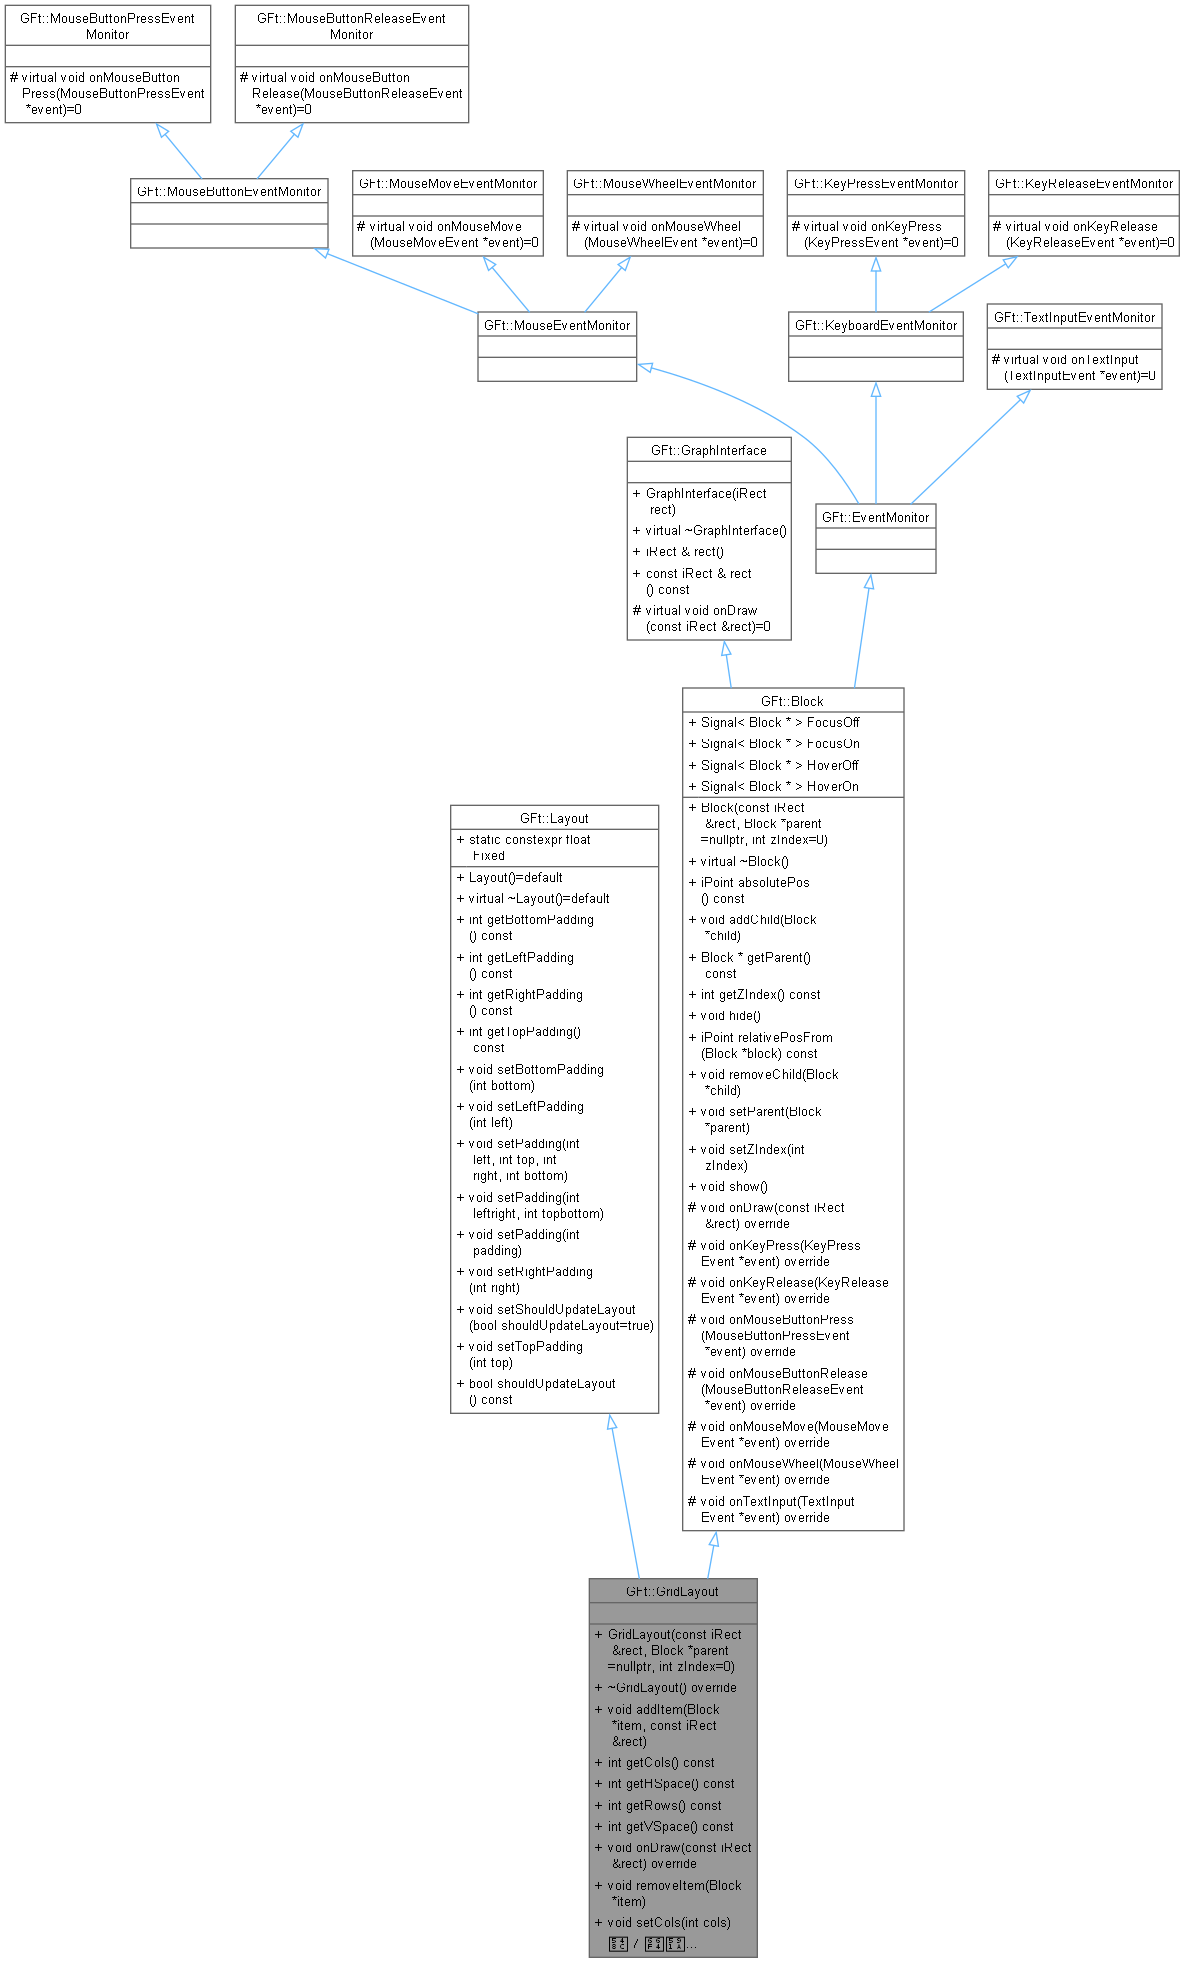 GFt::MouseButtonPressEvent
Monitor
# virtual void onMouseButton
Press(MouseButtonPressEvent
*event)=0
GFt::MouseButtonReleaseEvent
Monitor
# virtual void onMouseButton
Release(MouseButtonReleaseEvent
*event)=0
GFt::MouseButtonEventMonitor
GFt::MouseMoveEventMonitor
# virtual void onMouseMove
(MouseMoveEvent *event)=0
GFt::MouseWheelEventMonitor
# virtual void onMouseWheel
(MouseWheelEvent *event)=0
GFt::KeyPressEventMonitor
# virtual void onKeyPress
(KeyPressEvent *event)=0
GFt::KeyReleaseEventMonitor
# virtual void onKeyRelease
(KeyReleaseEvent *event)=0
GFt::MouseEventMonitor
GFt::KeyboardEventMonitor
GFt::TextInputEventMonitor
# virtual void onTextInput
(TextInputEvent *event)=0
GFt::GraphInterface
+ GraphInterface(iRect
rect)
+ virtual ~GraphInterface()
+ iRect & rect()
+ const iRect & rect
() const
# virtual void onDraw
(const iRect &rect)=0
GFt::EventMonitor
GFt::Block
+ Signal< Block * > FocusOff
+ Signal< Block * > FocusOn
+ Signal< Block * > HoverOff
+ Signal< Block * > HoverOn
+ Block(const iRect
&rect, Block *parent
=nullptr, int zIndex=0)
+ virtual ~Block()
+ iPoint absolutePos
() const
+ void addChild(Block
*child)
+ Block * getParent()
const
+ int getZIndex() const
+ void hide()
+ iPoint relativePosFrom
(Block *block) const
+ void removeChild(Block
*child)
+ void setParent(Block
*parent)
+ void setZIndex(int
zIndex)
+ void show()
# void onDraw(const iRect
&rect) override
# void onKeyPress(KeyPress
Event *event) override
# void onKeyRelease(KeyRelease
Event *event) override
# void onMouseButtonPress
(MouseButtonPressEvent
*event) override
# void onMouseButtonRelease
(MouseButtonReleaseEvent
*event) override
# void onMouseMove(MouseMove
Event *event) override
# void onMouseWheel(MouseWheel
Event *event) override
# void onTextInput(TextInput
Event *event) override
GFt::Layout
+ static constexpr float
Fixed
+ Layout()=default
+ virtual ~Layout()=default
+ int getBottomPadding
() const
+ int getLeftPadding
() const
+ int getRightPadding
() const
+ int getTopPadding()
const
+ void setBottomPadding
(int bottom)
+ void setLeftPadding
(int left)
+ void setPadding(int
left, int top, int
right, int bottom)
+ void setPadding(int
leftright, int topbottom)
+ void setPadding(int
padding)
+ void setRightPadding
(int right)
+ void setShouldUpdateLayout
(bool shouldUpdateLayout=true)
+ void setTopPadding
(int top)
+ bool shouldUpdateLayout
() const
GFt::GridLayout
+ GridLayout(const iRect
&rect, Block *parent
=nullptr, int zIndex=0)
+ ~GridLayout() override
+ void addItem(Block
*item, const iRect
&rect)
+ int getCols() const
+ int getHSpace() const
+ int getRows() const
+ int getVSpace() const
+ void onDraw(const iRect
&rect) override
+ void removeItem(Block
*item)
+ void setCols(int cols)
/ ...